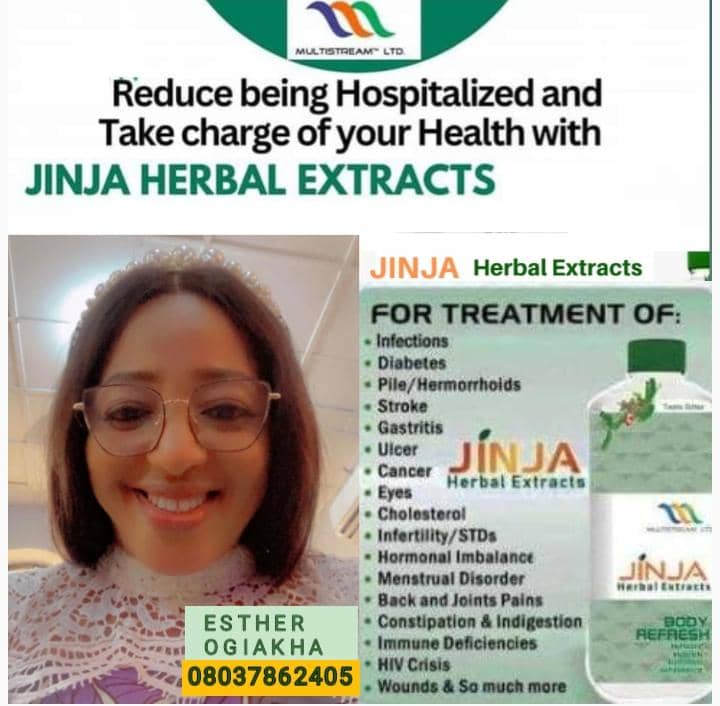 MULTISTREAM™ LTD.
Reduce being Hospitalized and
Take charge of your Health with
JINJA HERBAL EXTRACTS
JINJA Herbal Extracts
FOR TREATMENT OF:
• Infections
• Diabetes
• Pile/Hermorrhoids
• Stroke
• Gastritis
• Ulcer
• Cancer
• Eyes
• Cholesterol
• Infertility/STDs
• Hormonal Imbalance
• Menstrual Disorder
• Back and Joints Pains
• Constipation & Indigestion
• Immune Deficiencies
• HIV Crisis
• Wounds & So much more
JINJA
Herbal Extracts
MULTISTREAM LTD
JINJA
Herbal Extracts
BODY
REFRESH
ESTHER
OGIAKHA
08037862405